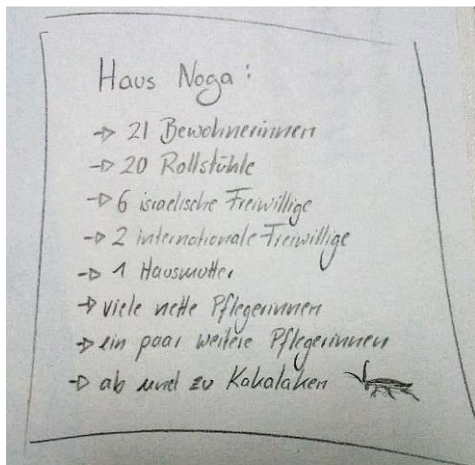 Haus Noga:
→ 21 Bewohnerinnen
→ 20 Rollstühle
→ 6 israelische Freiwillige
→ 2 internationale Freiwillige
→ 1 Hausmutter
→ viele nette Pflegerinnen
→ ein paar weitere Pflegerinnen
→ ab und zu Kakalaken